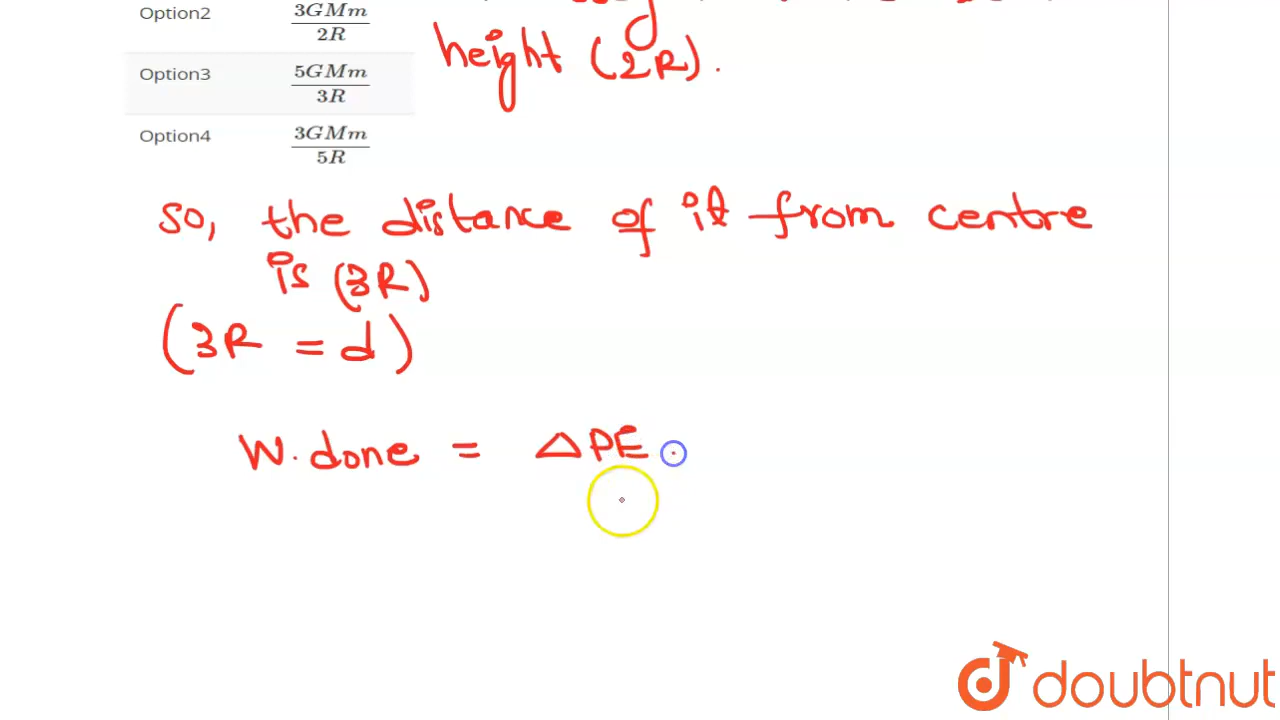 Option2 3GMm/2R
height (2R).
Option3 5GMm/3R
Option4 3GMm/5R
so, the distance of it from centre
is (3R)
(3R = d)
W. done = △PE
doubtnut